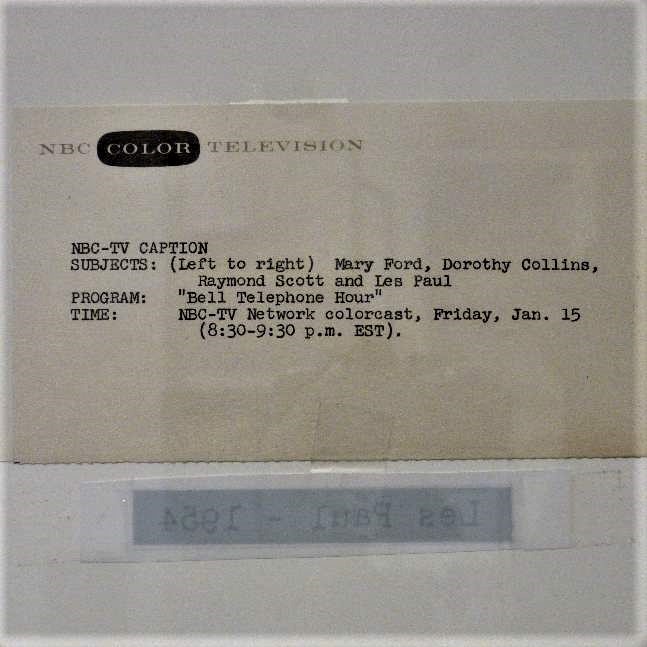 NBC COLOR TELEVISION
NBC-TV CAPTION
SUBJECTS: (Left to right) Mary Ford, Dorothy Collins,
Raymond Scott and Les Paul
PROGRAM: "Bell Telephone Hour"
TIME: NBC-TV Network colorcast, Friday, Jan. 15
(8:30-9:30 p.m. EST).
Les Paul - 1954